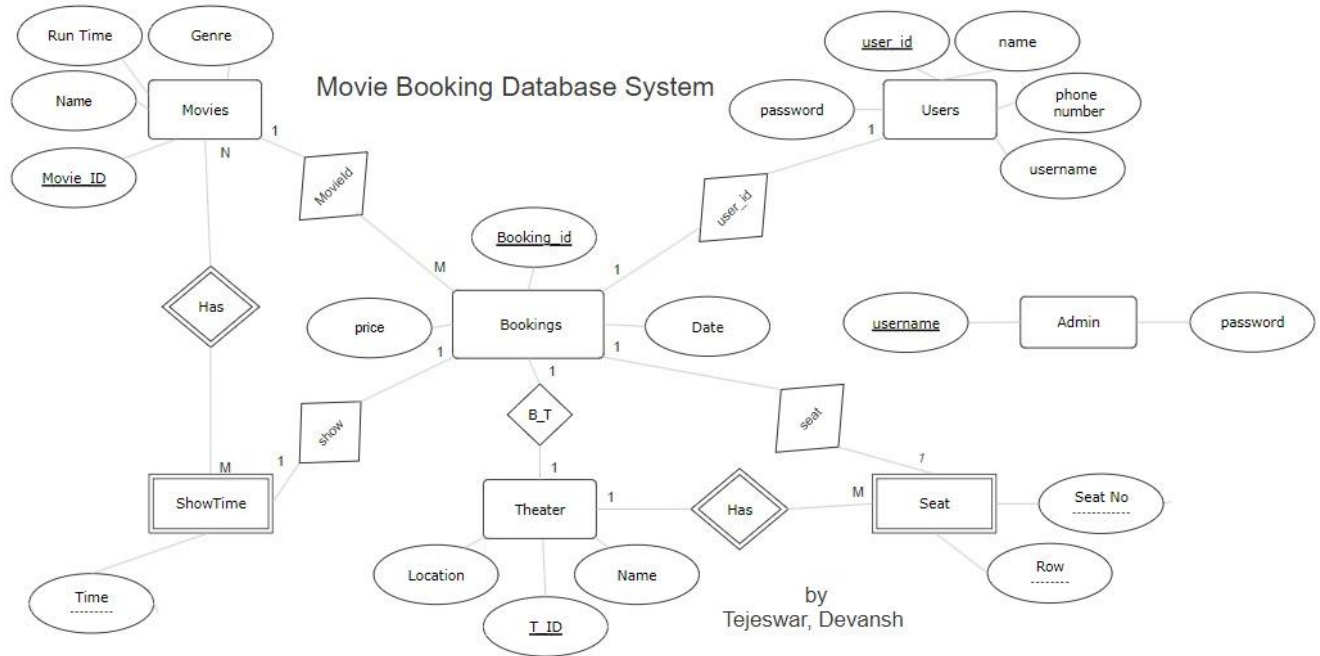 Run Time
Genre
user_id
name
Movie Booking Database System
Name
Movies
password
Users
phone
number
1
1
N
Movie_ID
MovieId
username
user_id
Booking_id
M
1
Has
price
Bookings
Date
username
Admin
password
1
1
1
show
B_T
seat
M
1
1
1
ShowTime
Theater
1
Has
M
Seat
Seat No
Location
Name
Row
Time
T_ID
by
Tejeswar, Devansh